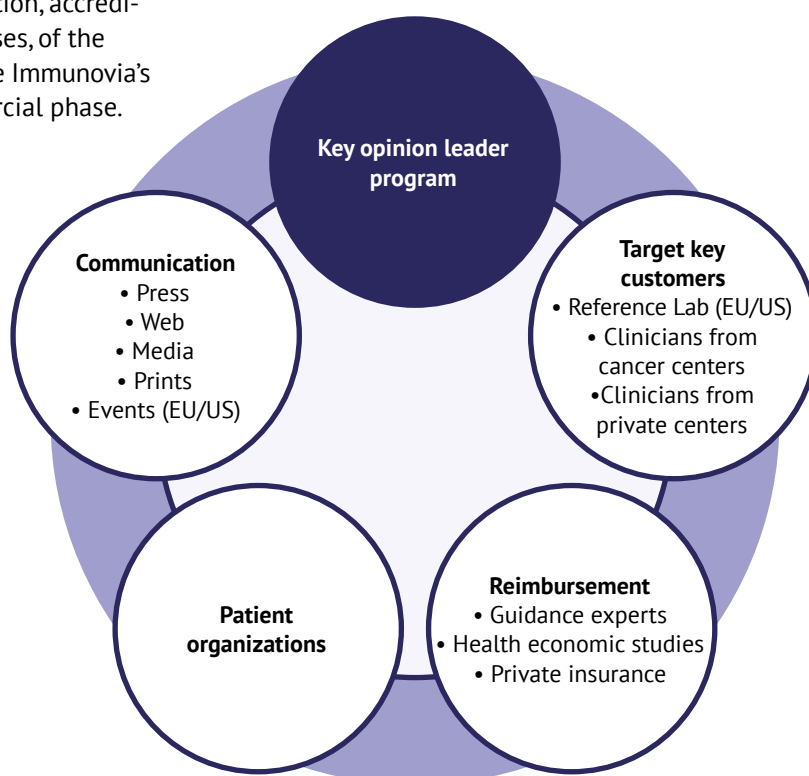 tion, accredi-
ses, of the
e Immunovia’s
rcial phase.
Key opinion leader
program
Communication
• Press
• Web
• Media
• Prints
• Events (EU/US)
Target key
customers
• Reference Lab (EU/US)
• Clinicians from
cancer centers
•Clinicians from
private centers
Patient
organizations
Reimbursement
• Guidance experts
• Health economic studies
• Private insurance